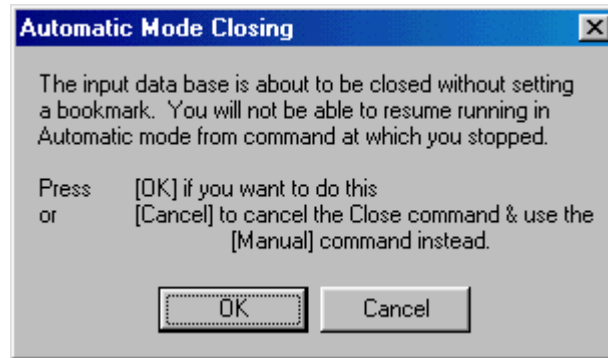 Automatic Mode Closing
The input data base is about to be closed without setting
a bookmark. You will not be able to resume running in
Automatic mode from command at which you stopped.
Press [OK] if you want to do this
or [Cancel] to cancel the Close command & use the
[Manual] command instead.
OK Cancel